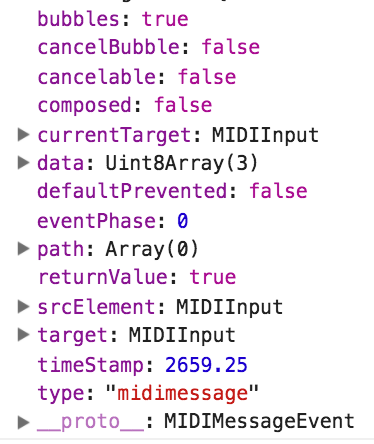 bubbles: true
cancelBubble: false
cancelable: false
composed: false
currentTarget: MIDIInput
data: Uint8Array(3)
defaultPrevented: false
eventPhase: 0
path: Array(0)
returnValue: true
srcElement: MIDIInput
target: MIDIInput
timeStamp: 2659.25
type: "midimessage"
__proto__: MIDIMessageEvent